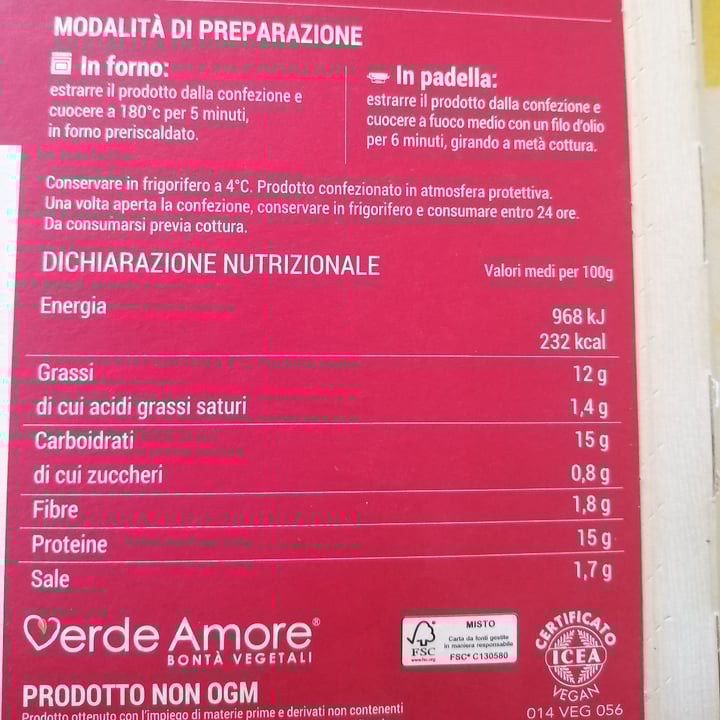 MODALITÀ DI PREPARAZIONE
In forno:
estrarre il prodotto dalla confezione e
cuocere a 180°c per 5 minuti,
in forno preriscaldato.
In padella:
estrarre il prodotto dalla confezione e
cuocere a fuoco medio con un filo d'olio
per 6 minuti, girando a metà cottura.
Conservare in frigorifero a 4°C. Prodotto confezionato in atmosfera protettiva.
Una volta aperta la confezione, conservare in frigorifero e consumare entro 24 ore.
Da consumarsi previa cottura.
DICHIARAZIONE NUTRIZIONALE Valori medi per 100g
Energia 968 kJ
232 kcal
Grassi 12 g
di cui acidi grassi saturi 1,4 g
Carboidrati 15 g
di cui zuccheri 0,8 g
Fibre 1,8 g
Proteine 15 g
Sale 1,7 g
Verde Amore®
BONTÀ VEGETALI
FSC
www.fsc.org
MISTO
Carta da fonti gestite
in maniera responsabile
FSC® C130580
CERTIFICATO
ICEA
VEGAN
014 VEG 056
PRODOTTO NON OGM
Prodotto ottenuto con l'impiego di materie prime e derivati non contenenti